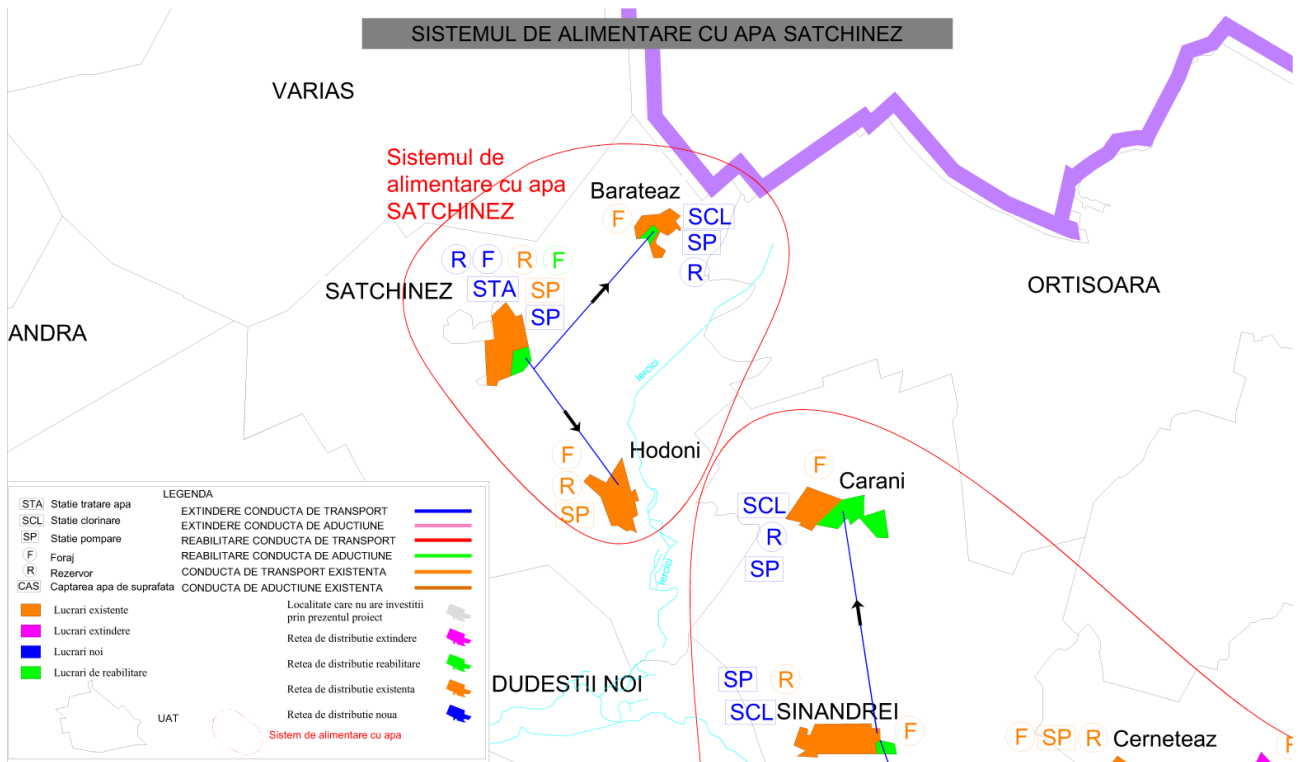 SISTEMUL DE ALIMENTARE CU APA SATCHINEZ
VARIAS
Sistemul de
alimentare cu apa
SATCHINEZ
Barateaz
F
SCL
SP
R
R F R F
SATCHINEZ STA SP
SP
ORTISOARA
ANDRA
Iercici
Hodoni
F
R
SP
Iercici
F
Carani
SCL
R
SP
DUDESTII NOI
SP R
SCL SINANDREI F
F SP R Cerneteaz
F
LEGENDA
STA Statie tratare apa
SCL Statie clorinare
SP Statie pompare
F Foraj
R Rezervor
CAS Captarea apa de suprafata
EXTINDERE CONDUCTA DE TRANSPORT
EXTINDERE CONDUCTA DE ADUCTIUNE
REABILITARE CONDUCTA DE TRANSPORT
REABILITARE CONDUCTA DE ADUCTIUNE
CONDUCTA DE TRANSPORT EXISTENTA
CONDUCTA DE ADUCTIUNE EXISTENTA
Lucrari existente
Lucrari extindere
Lucrari noi
Lucrari de reabilitare
Localitate care nu are investitii
prin prezentul proiect
Retea de distributie extindere
Retea de distributie reabilitare
Retea de distributie existenta
Retea de distributie noua
UAT
Sistem de alimentare cu apa